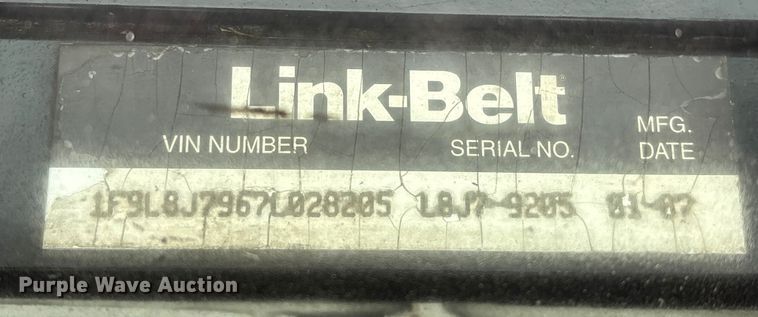 Link-Belt
VIN NUMBER SERIAL NO. MFG. DATE
1F9L8J7967L028205 L8J7-9205 01-07
Purple Wave Auction